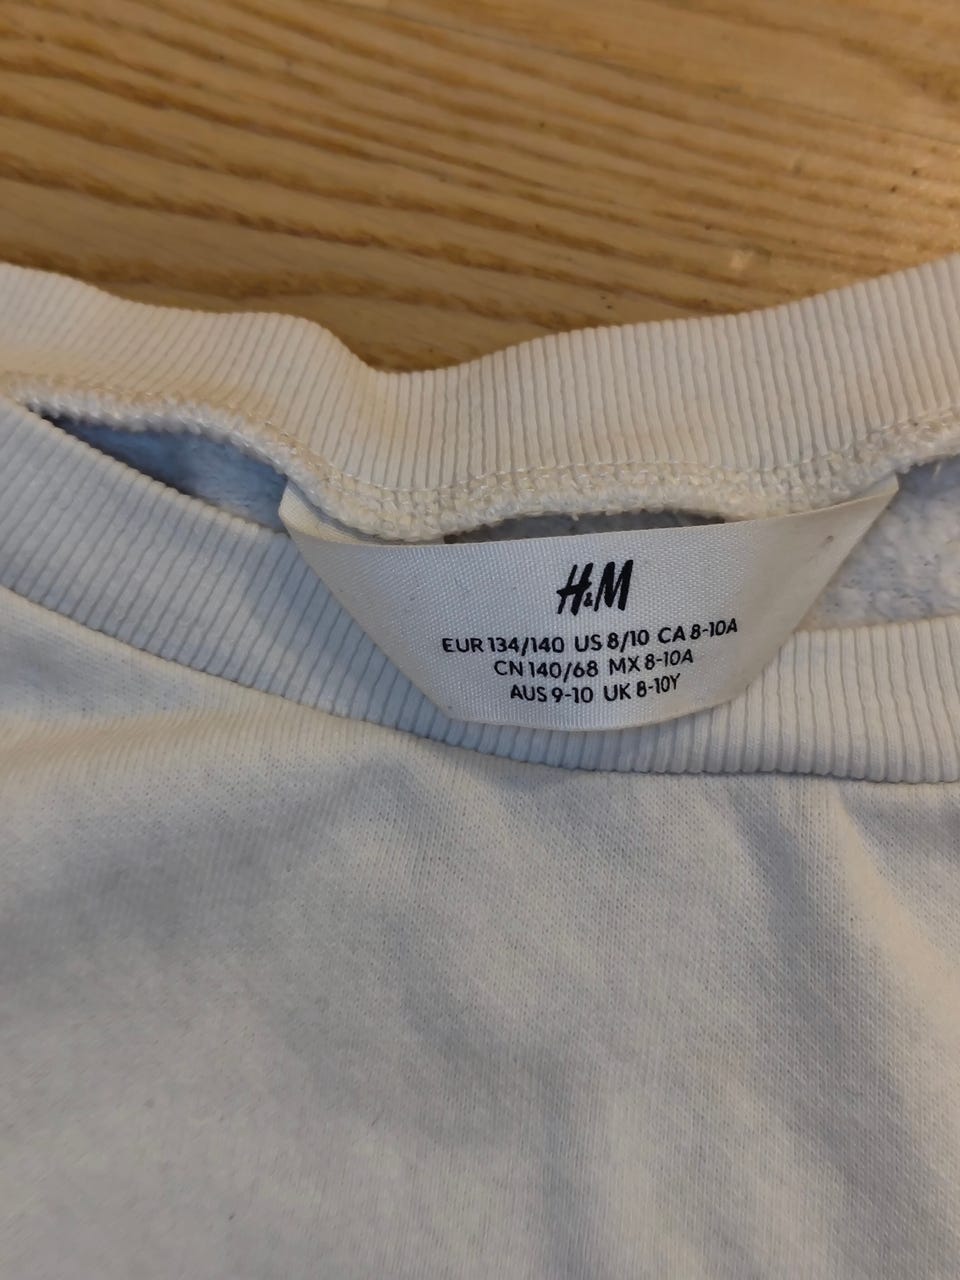 H&M
EUR 134/140 US 8/10 CA 8-10A
CN 140/68 MX 8-10A
AUS 9-10 UK 8-10Y